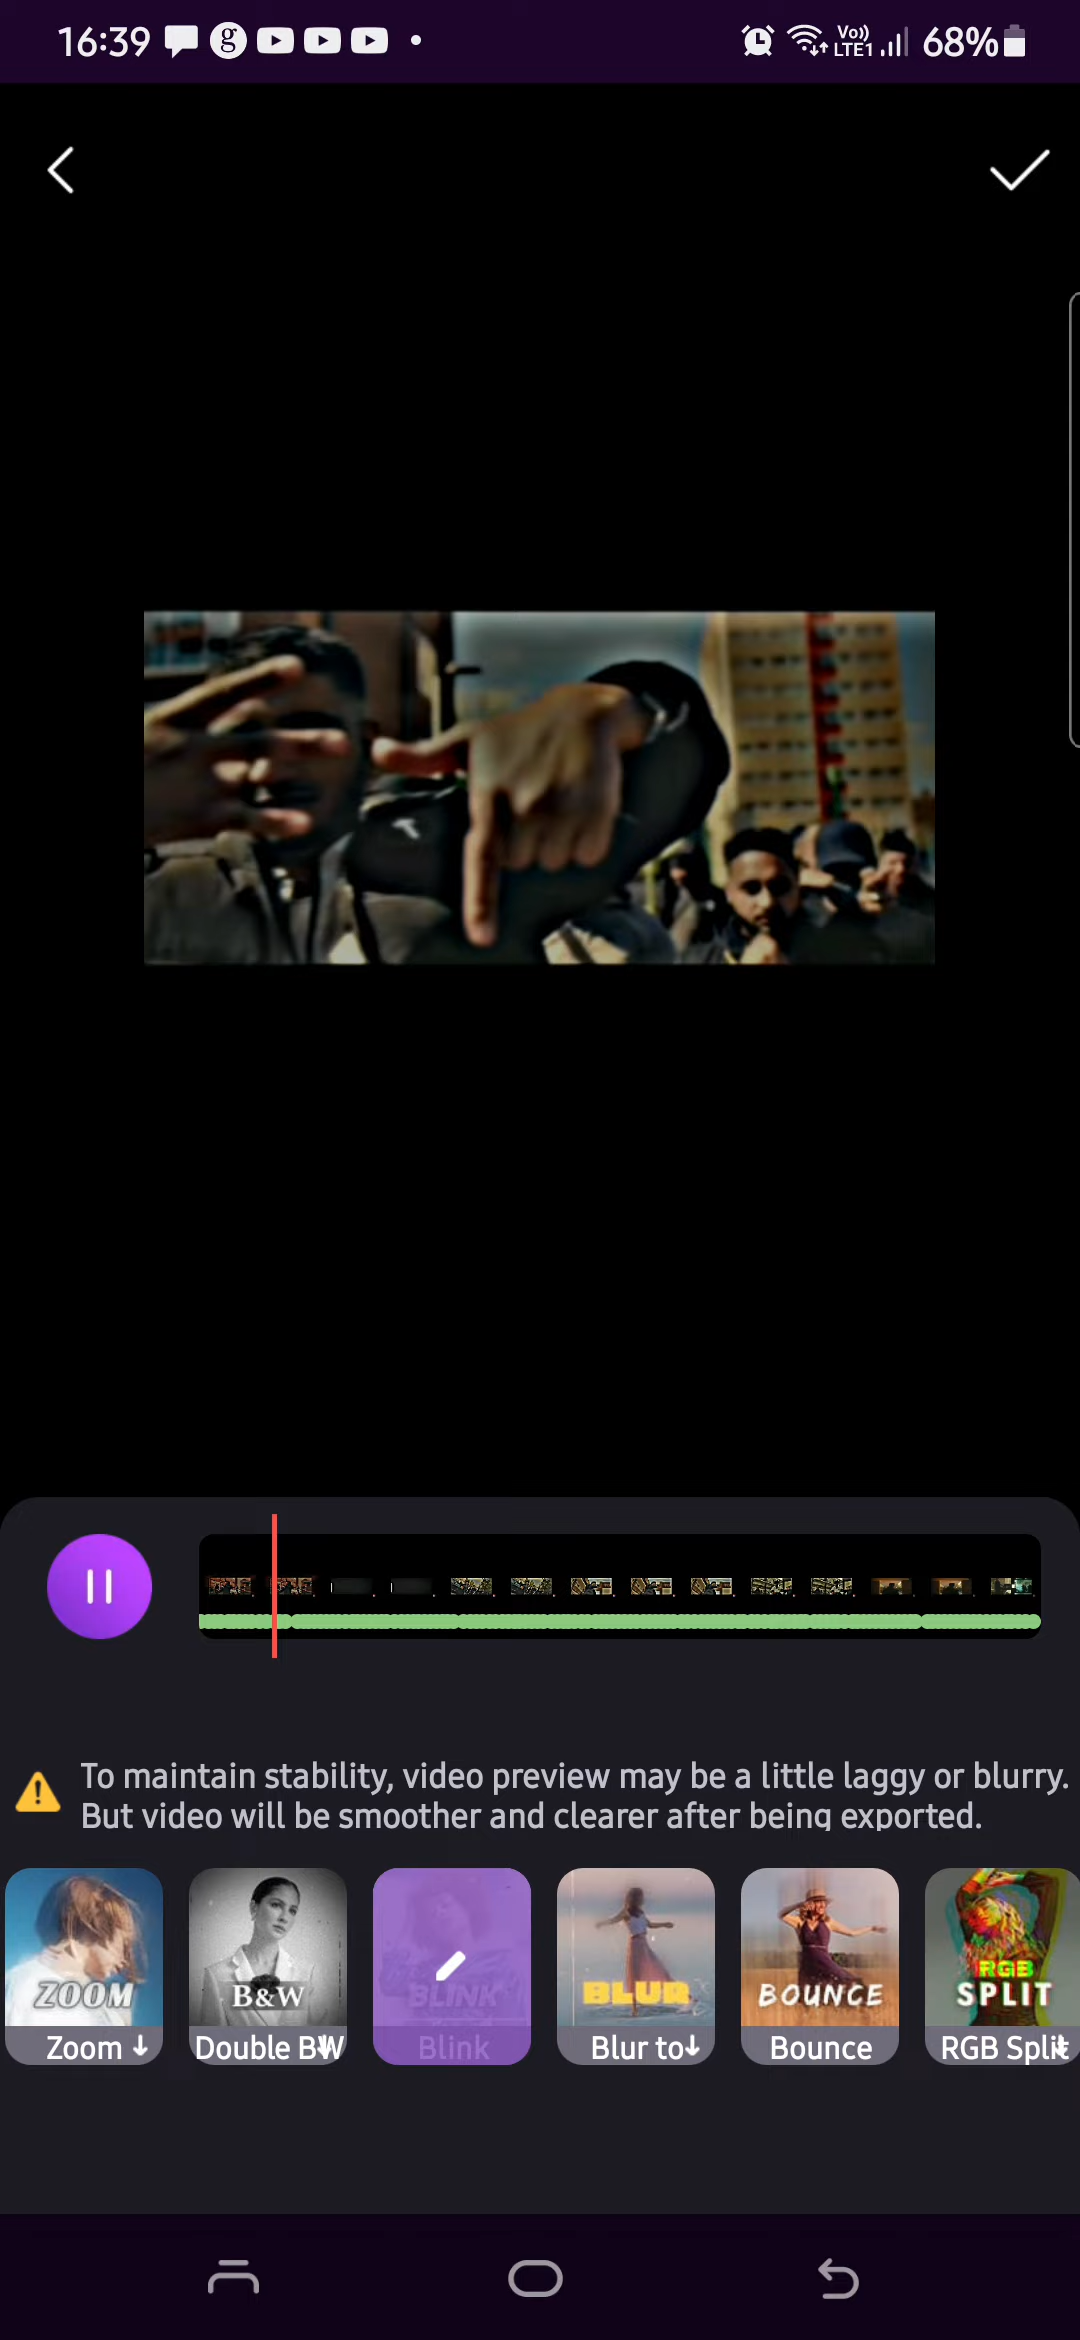 16:39
g
Vo))
LTE1
68%
To maintain stability, video preview may be a little laggy or blurry.
But video will be smoother and clearer after being exported.
ZOOM
B&W
BLINK
BLUR
BOUNCE
RGB
SPLIT
Zoom
Double BW
Blink
Blur to
Bounce
RGB Split